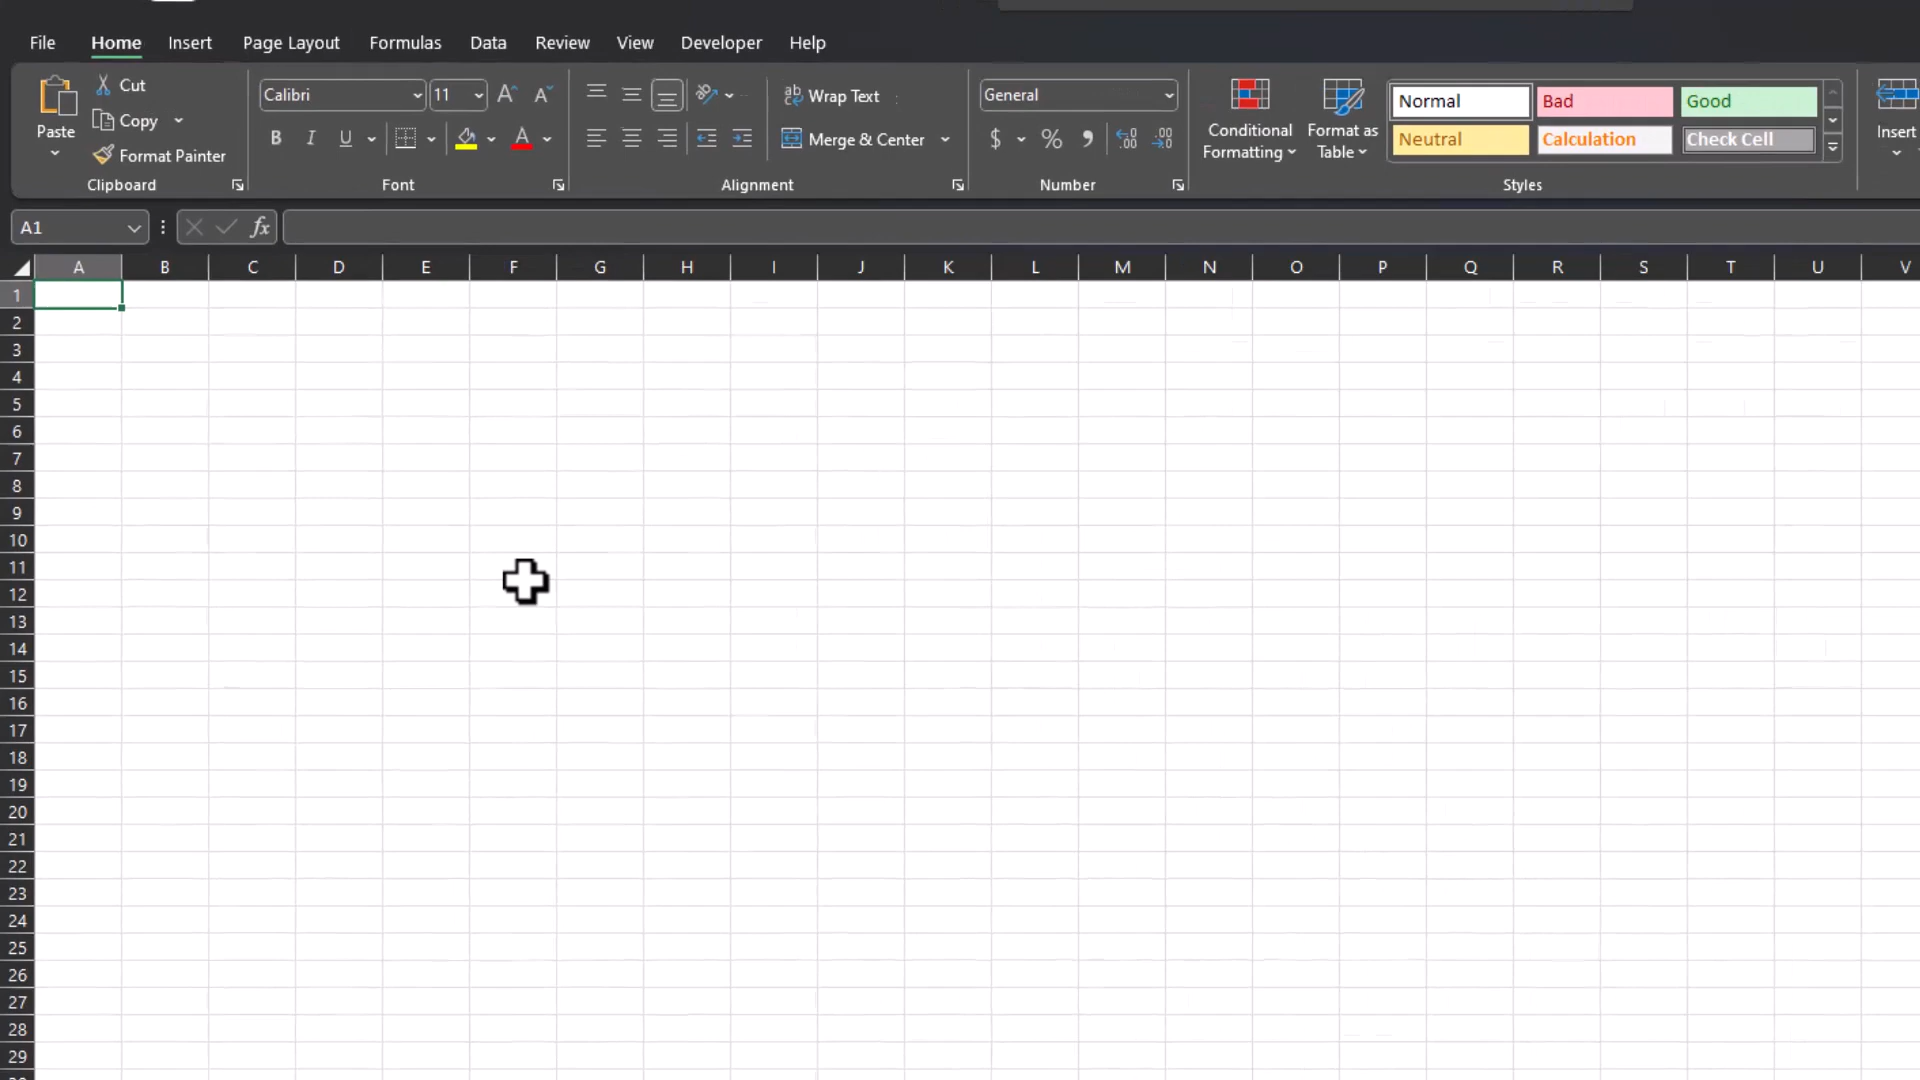 File Home Insert Page Layout Formulas Data Review View Developer Help
Paste
Cut
Copy
Format Painter
Clipboard
Calibri 11
B I U A
Font
Wrap Text
Merge & Center
Alignment
General
$ % 9
Number
Conditional Formatting
Format as Table
Normal Bad Good
Neutral Calculation Check Cell
Styles
Insert
A1 fx
A B C D E F G H I J K L M N O P Q R S T U V
1
2
3
4
5
6
7
8
9
10
11
12
13
14
15
16
17
18
19
20
21
22
23
24
25
26
27
28
29